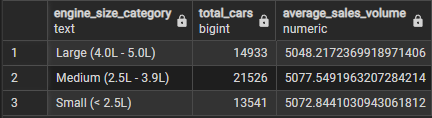 engine_size_category text total_cars bigint average_sales_volume numeric
1 Large (4.0L - 5.0L) 14933 5048.2172369918971406
2 Medium (2.5L - 3.9L) 21526 5077.5491963207284214
3 Small (< 2.5L) 13541 5072.8441030943061812